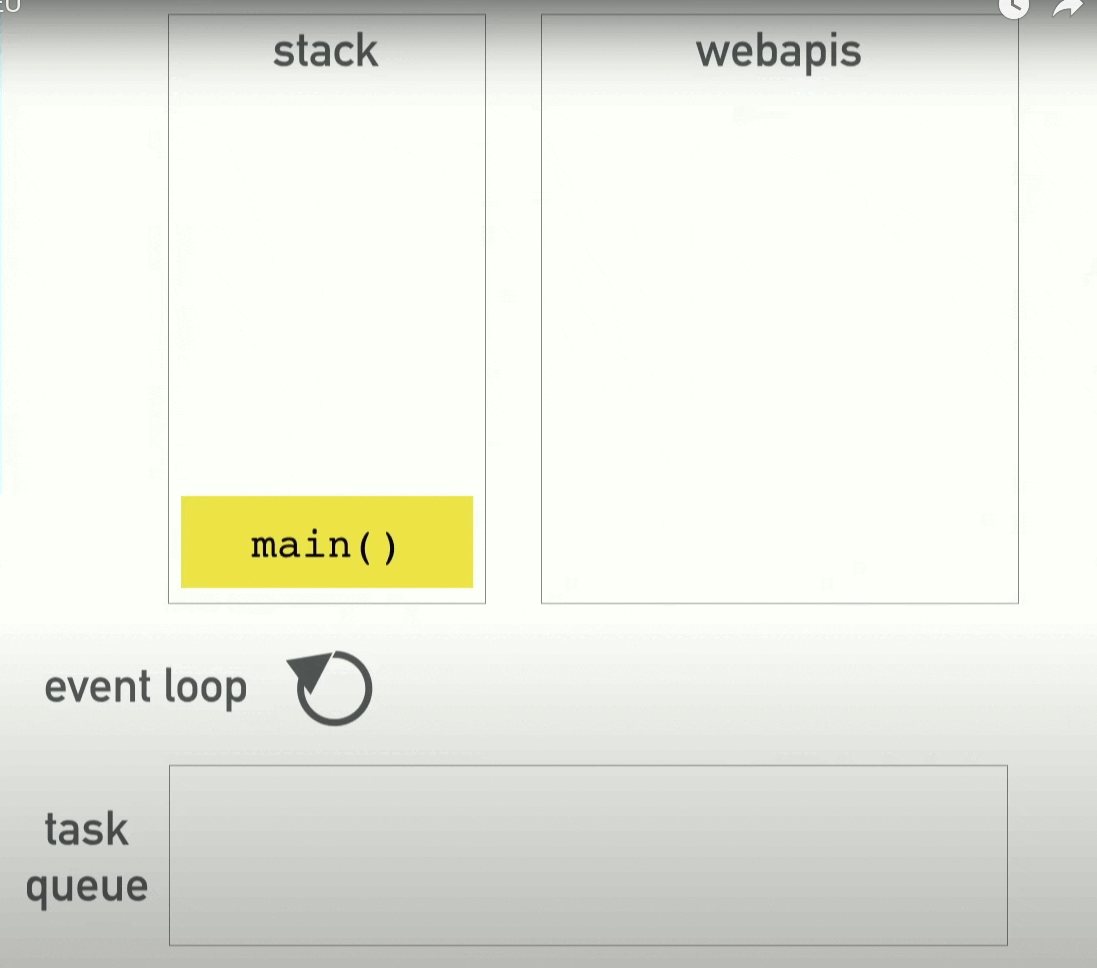 stack
webapis
main()
event loop
task
queue